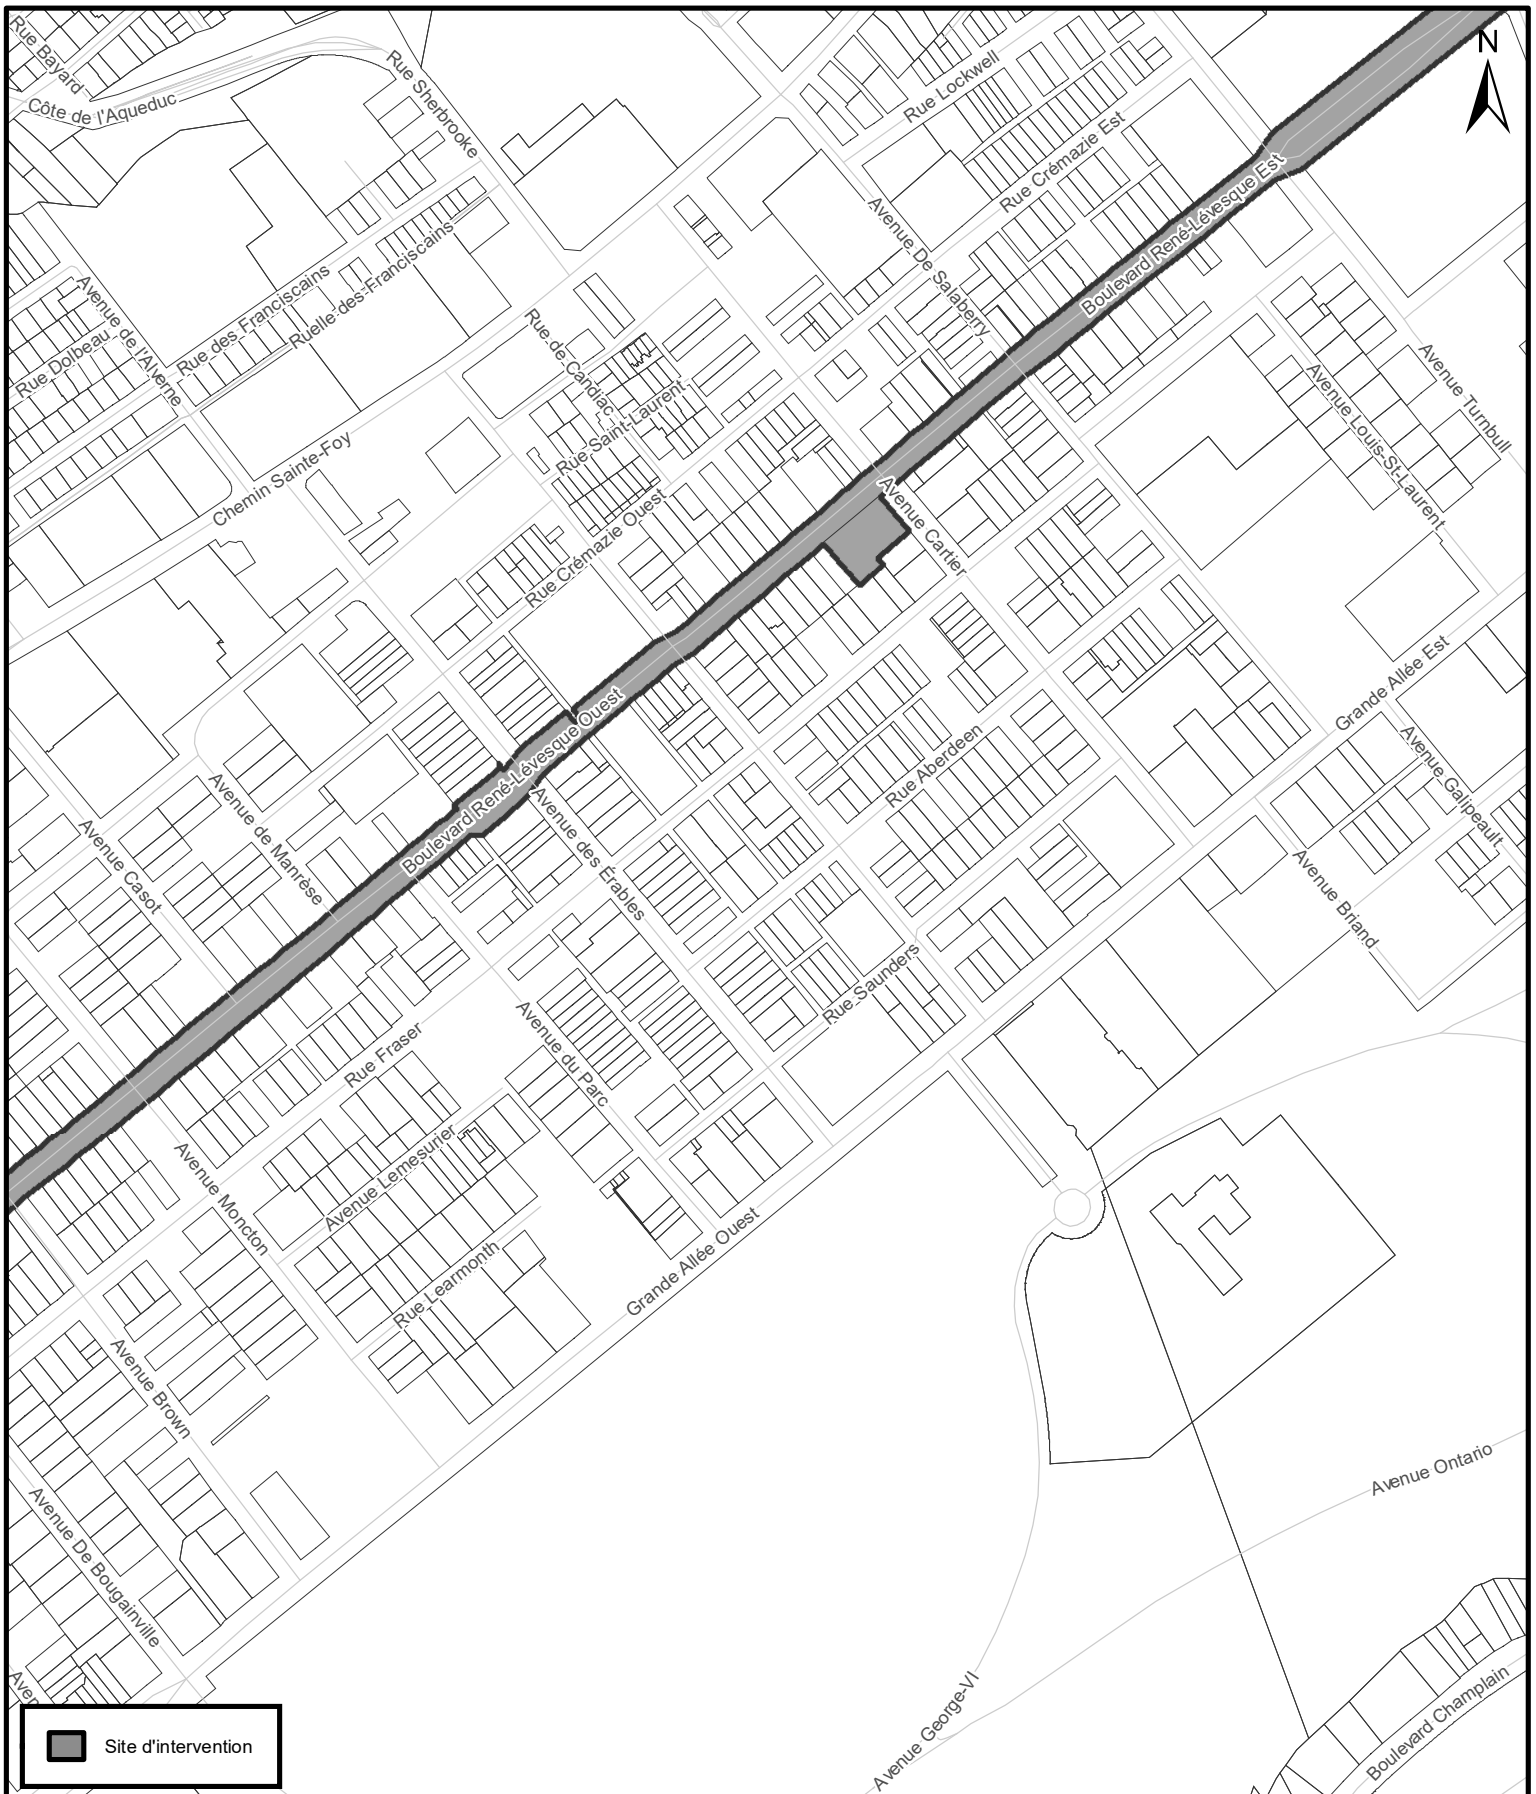 Rue Bayard
Côte de l'Aqueduc
Rue Sherbrooke
Rue Lockwell
N
Rue Crémazie Est
Boulevard René-Lévesque Est
Avenue De Salaberry
Avenue de l'Alverne
Rue des Franciscains
Ruelle-des-Franciscains
Rue Dolbeau
Rue de Candiac
Rue Saint-Laurent
Avenue Turnbull
Avenue Louis-St-Laurent
Chemin Sainte-Foy
Rue Crémazie Ouest
Avenue Cartier
Grande Allée Est
Boulevard René-Lévesque Ouest
Rue Aberdeen
Avenue Galipeault
Avenue de Manrèse
Avenue Casot
Avenue des Érables
Avenue Briand
Rue Saunders
Rue Fraser
Avenue du Parc
Avenue Lemesurier
Avenue Moncton
Rue Learmonth
Grande Allée Ouest
Avenue Brown
Avenue Ontario
Avenue De Bougainville
Aven
Avenue George-VI
Boulevard Champlain
Site d'intervention